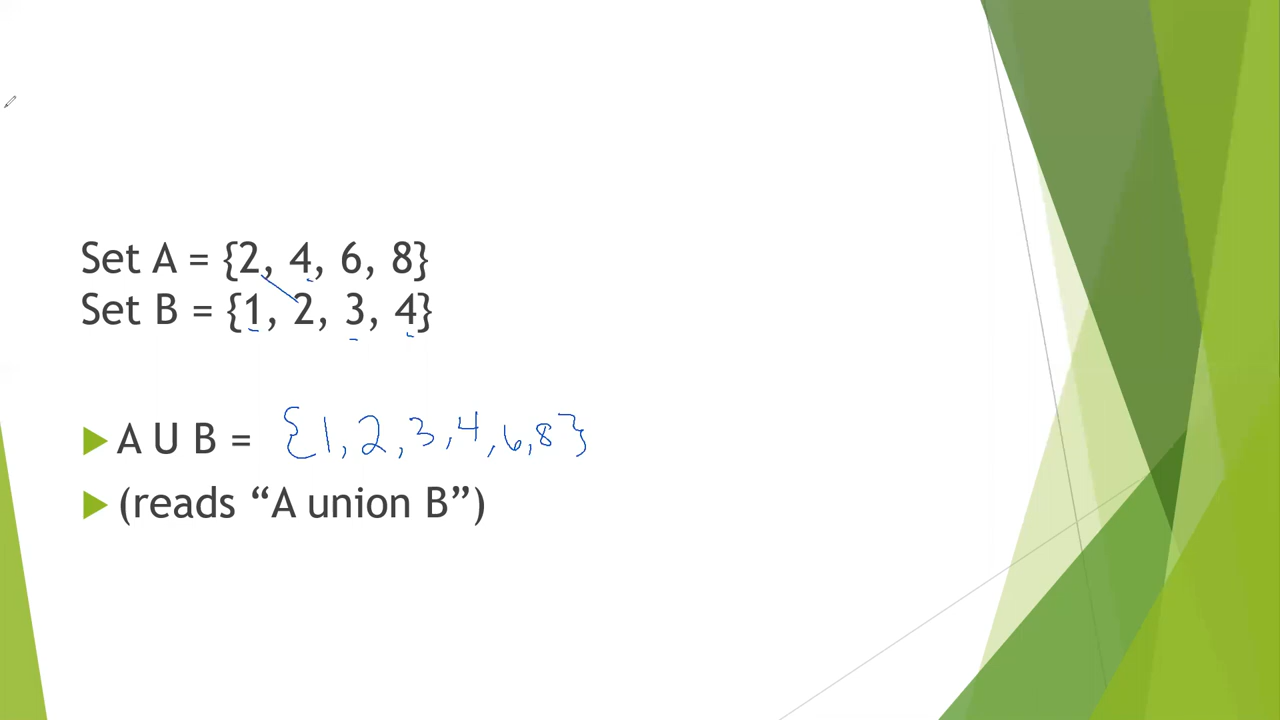 Set A = {2, 4, 6, 8}
Set B = {1, 2, 3, 4}
A U B = {1, 2, 3, 4, 6, 8}
(reads “A union B”)